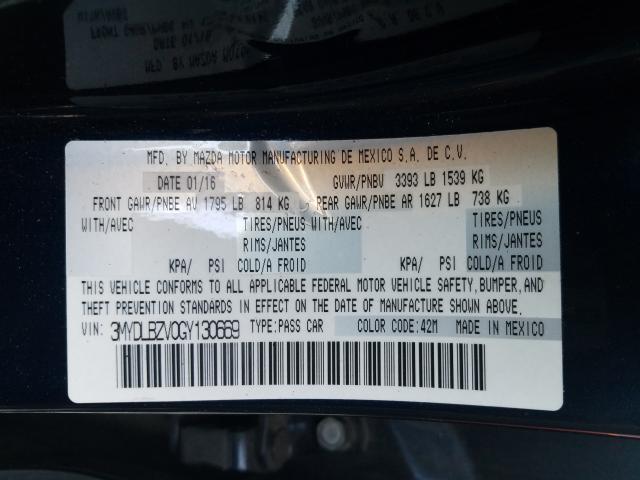 MFD. BY MAZDA MOTOR MANUFACTURING DE MEXICO S.A. DE C.V.
DATE 01/16 GVWR/PNBV 3393 LB 1539 KG
FRONT GAWR/PNBE AV 1795 LB 814 KG REAR GAWR/PNBE AR 1627 LB 738 KG
WITH/AVEC TIRES/PNEUS WITH/AVEC TIRES/PNEUS
RIMS/JANTES RIMS/JANTES
KPA/ PSI COLD/A FROID KPA/ PSI COLD/A FROID
THIS VEHICLE CONFORMS TO ALL APPLICABLE FEDERAL MOTOR VEHICLE SAFETY, BUMPER, AND
THEFT PREVENTION STANDARDS IN EFFECT ON THE DATE OF MANUFACTURE SHOWN ABOVE.
VIN: 3MYDLBZV0GY130669 TYPE:PASS CAR COLOR CODE:42M MADE IN MEXICO